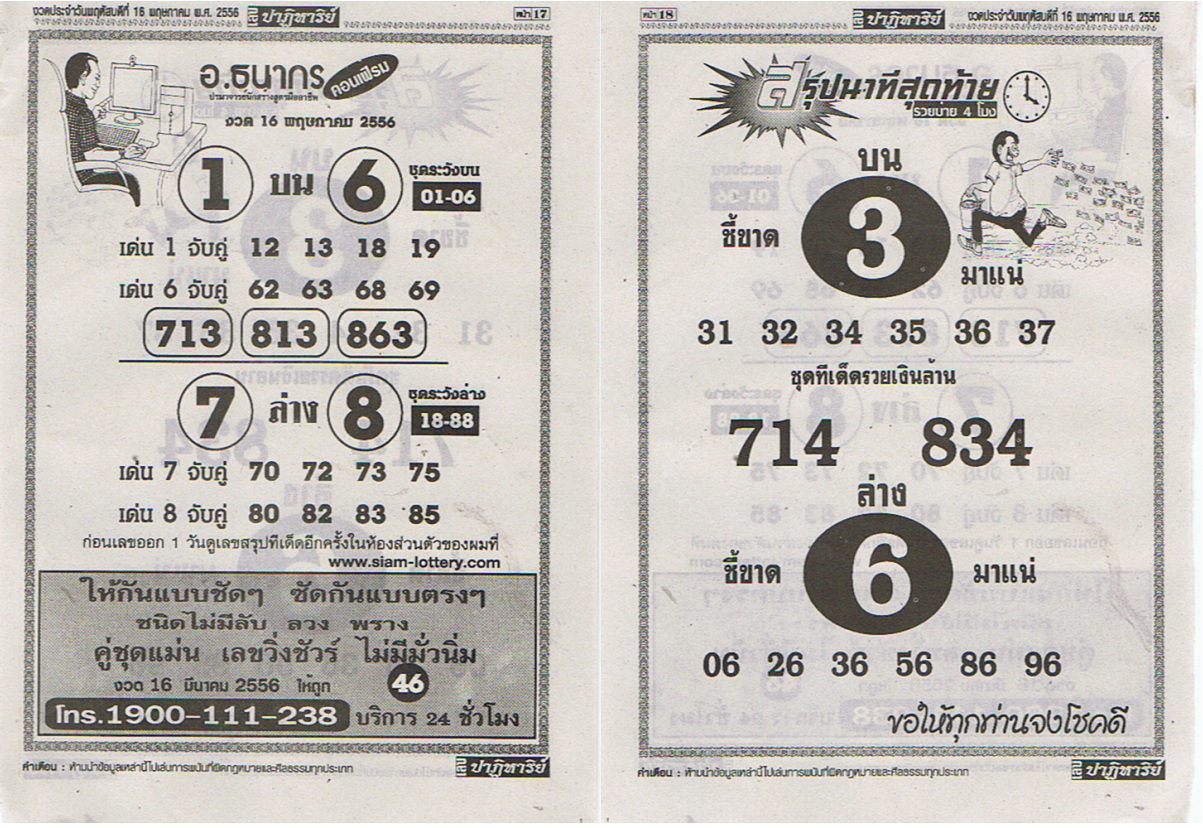 งวดประจำวันพฤหัสบดีที่ 16 พฤษภาคม พ.ศ. 2556 ปาฏิหาริย์ หน้า 17
อ.ธนากร คอนเฟิร์ม
งวด 16 พฤษภาคม 2556
1 บน 6 ชุดระวังบน
01-06
เด่น 1 จับคู่ 12 13 18 19
เด่น 6 จับคู่ 62 63 68 69
713 813 863
7 ล่าง 8 ชุดระวังล่าง
18-88
เด่น 7 จับคู่ 70 72 73 75
เด่น 8 จับคู่ 80 82 83 85
ก่อนเลขออก 1 วันดูเลขสรุปทีเด็ดอีกครั้งในห้องส่วนตัวของผมที่
www.siam-lottery.com
ให้กันแบบชัดๆ ซัดกันแบบตรงๆ
ชนิดไม่มีลับ ลวง พราง
คู่ชุดแม่น เลขวิ่งชัวร์ ไม่มีมั่วนิ่ม
งวด 16 มีนาคม 2556 ให้ถูก 46
โทร.1900-111-238 บริการ 24 ชั่วโมง
คำเตือน : ห้ามนำข้อมูลเหล่านี้ไปเล่นการพนันที่ผิดกฎหมายและศีลธรรมทุกประเภท ปาฏิหาริย์
หน้า 18 ปาฏิหาริย์ งวดประจำวันพฤหัสบดีที่ 16 พฤษภาคม พ.ศ. 2556
สรุปนาทีสุดท้าย
รวยบ่าย 4 โมง
บน
ชี้ขาด 3 มาแน่
31 32 34 35 36 37
ชุดทีเด็ดรวยเงินล้าน
714 834
ล่าง
ชี้ขาด 6 มาแน่
06 26 36 56 86 96
ขอให้ทุกท่านจงโชคดี
คำเตือน : ห้ามนำข้อมูลเหล่านี้ไปเล่นการพนันที่ผิดกฎหมายและศีลธรรมทุกประเภท ปาฏิหาริย์